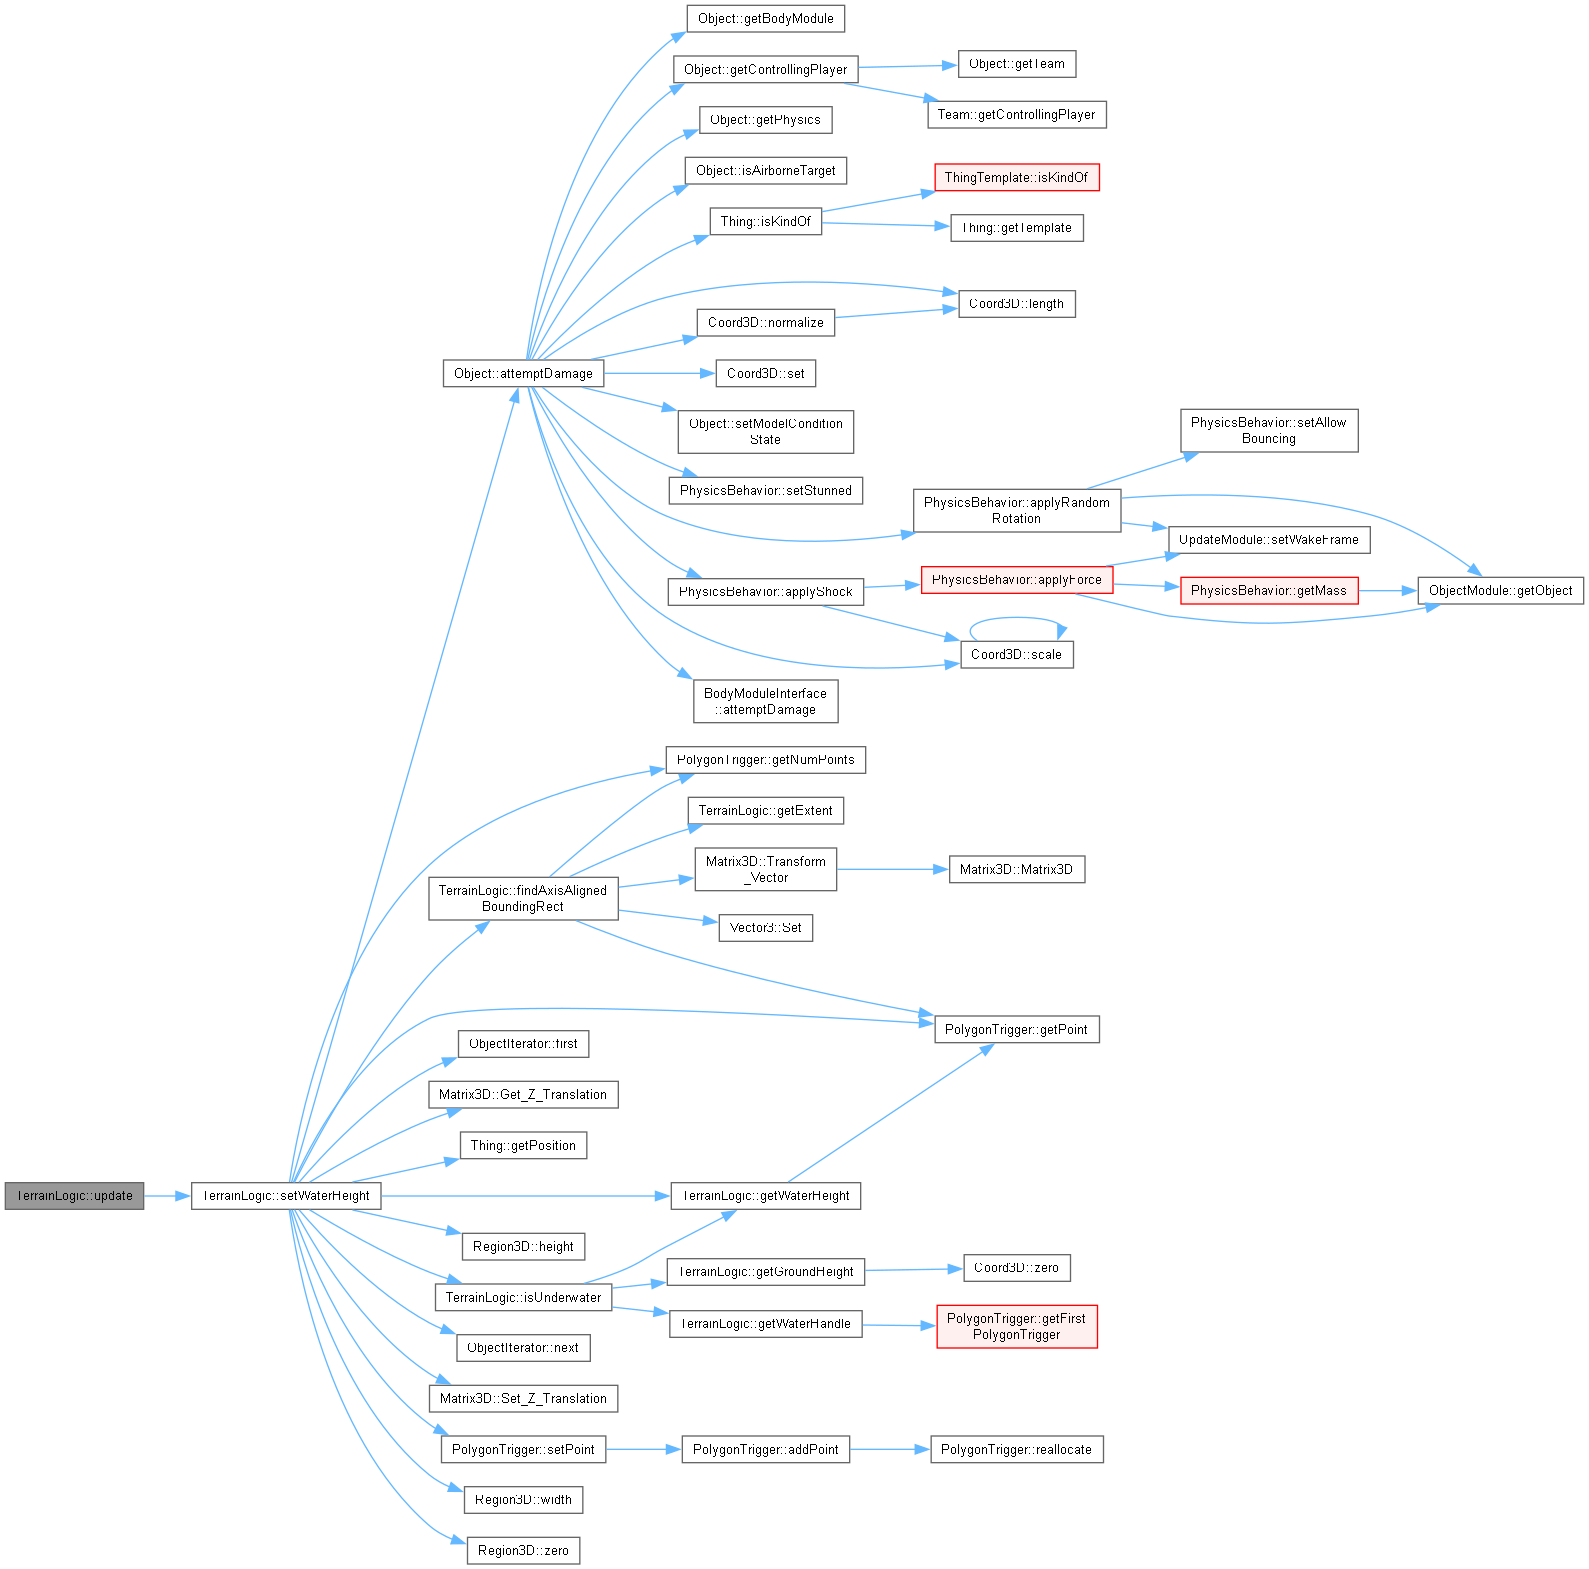 Object::getBodyModule
Object::getControllingPlayer
Object::getTeam
Team::getControllingPlayer
Object::getPhysics
Object::isAirborneTarget
ThingTemplate::isKindOf
Thing::isKindOf
Thing::getTemplate
Coord3D::length
Coord3D::normalize
Object::attemptDamage
Coord3D::set
Object::setModelCondition
State
PhysicsBehavior::setAllow
Bouncing
PhysicsBehavior::setStunned
PhysicsBehavior::applyRandom
Rotation
UpdateModule::setWakeFrame
PhysicsBehavior::applyForce
PhysicsBehavior::applyShock
PhysicsBehavior::getMass
ObjectModule::getObject
Coord3D::scale
BodyModuleInterface
::attemptDamage
PolygonTrigger::getNumPoints
TerrainLogic::getExtent
Matrix3D::Transform
_Vector
Matrix3D::Matrix3D
TerrainLogic::findAxisAligned
BoundingRect
Vector3::Set
PolygonTrigger::getPoint
ObjectIterator::first
Matrix3D::Get_Z_Translation
Thing::getPosition
TerrainLogic::update
TerrainLogic::setWaterHeight
TerrainLogic::getWaterHeight
Region3D::height
TerrainLogic::getGroundHeight
Coord3D::zero
TerrainLogic::isUnderwater
TerrainLogic::getWaterHandle
PolygonTrigger::getFirst
PolygonTrigger
ObjectIterator::next
Matrix3D::Set_Z_Translation
PolygonTrigger::setPoint
PolygonTrigger::addPoint
PolygonTrigger::reallocate
Region3D::width
Region3D::zero